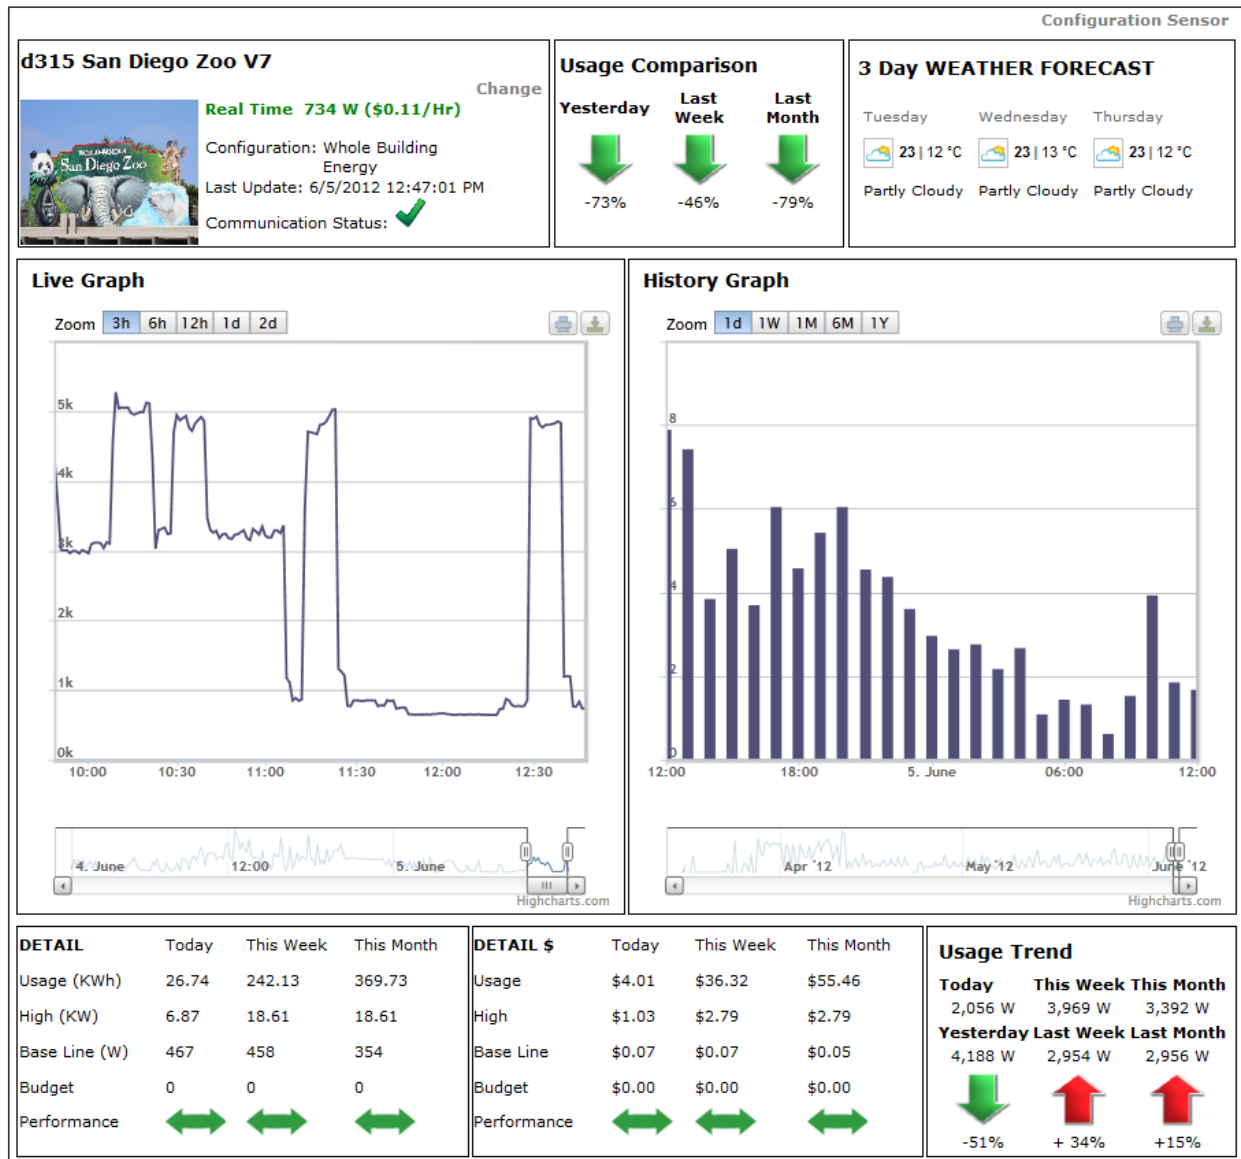 Configuration Sensor
d315 San Diego Zoo V7
Change
Real Time 734 W ($0.11/Hr)
Configuration: Whole Building
Energy
Last Update: 6/5/2012 12:47:01 PM
Communication Status:
San Diego Zoo
Usage Comparison
Yesterday Last Week Last Month
-73% -46% -79%
3 Day WEATHER FORECAST
Tuesday Wednesday Thursday
23 | 12 °C 23 | 13 °C 23 | 12 °C
Partly Cloudy Partly Cloudy Partly Cloudy
Live Graph
Zoom 3h 6h 12h 1d 2d
5k
4k
3k
2k
1k
0k
10:00 10:30 11:00 11:30 12:00 12:30
4. June 12:00 5. June
Highcharts.com
History Graph
Zoom 1d 1W 1M 6M 1Y
8
6
4
2
0
12:00 18:00 5. June 06:00 12:00
Apr '12 May '12 June '12
Highcharts.com
DETAIL Today This Week This Month
Usage (KWh) 26.74 242.13 369.73
High (KW) 6.87 18.61 18.61
Base Line (W) 467 458 354
Budget 0 0 0
Performance
DETAIL $ Today This Week This Month
Usage $4.01 $36.32 $55.46
High $1.03 $2.79 $2.79
Base Line $0.07 $0.07 $0.05
Budget $0.00 $0.00 $0.00
Performance
Usage Trend
Today This Week This Month
2,056 W 3,969 W 3,392 W
Yesterday Last Week Last Month
4,188 W 2,954 W 2,956 W
-51% + 34% +15%